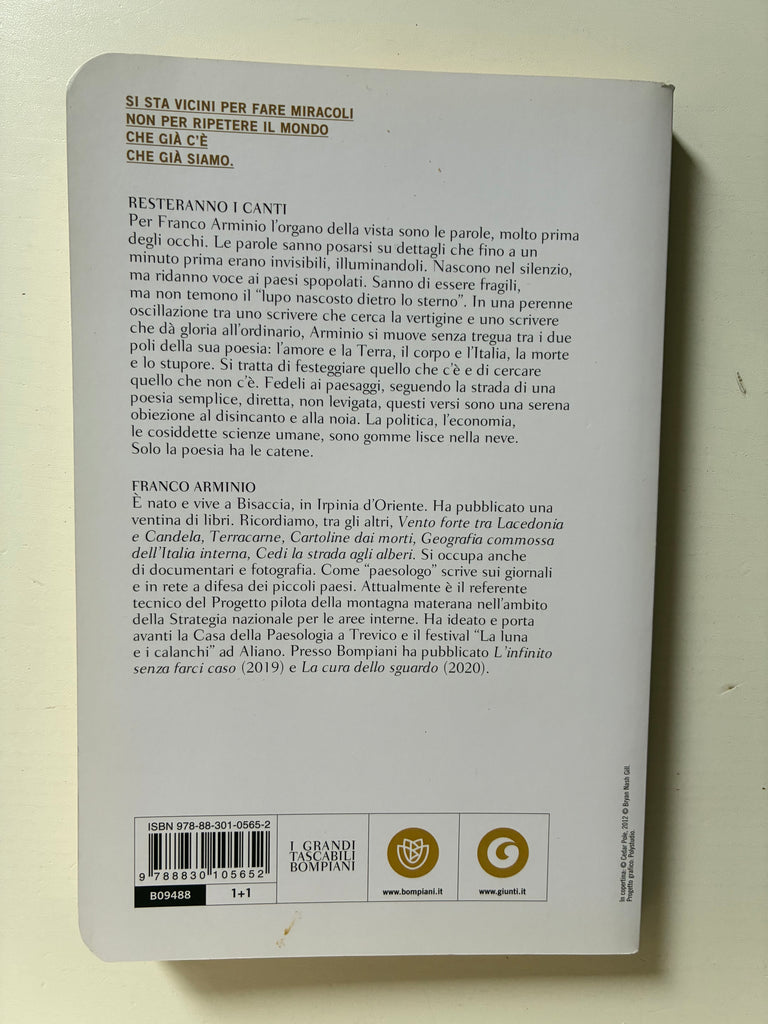 SI STA VICINI PER FARE MIRACOLI
NON PER RIPETERE IL MONDO
CHE GIÀ C'È
CHE GIÀ SIAMO.
RESTERANNO I CANTI
Per Franco Arminio l'organo della vista sono le parole, molto prima
degli occhi. Le parole sanno posarsi su dettagli che fino a un
minuto prima erano invisibili, illuminandoli. Nascono nel silenzio,
ma ridanno voce ai paesi spopolati. Sanno di essere fragili,
ma non temono il "lupo nascosto dietro lo sterno". In una perenne
oscillazione tra uno scrivere che cerca la vertigine e uno scrivere
che dà gloria all'ordinario, Arminio si muove senza tregua tra i due
poli della sua poesia: l'amore e la Terra, il corpo e l'Italia, la morte
e lo stupore. Si tratta di festeggiare quello che c'è e di cercare
quello che non c'è. Fedeli ai paesaggi, seguendo la strada di una
poesia semplice, diretta, non levigata, questi versi sono una serena
obiezione al disincanto e alla noia. La politica, l'economia,
le cosiddette scienze umane, sono gomme lisce nella neve.
Solo la poesia ha le catene.
FRANCO ARMINIO
È nato e vive a Bisaccia, in Irpinia d'Oriente. Ha pubblicato una
ventina di libri. Ricordiamo, tra gli altri, Vento forte tra Lacedonia
e Candela, Terracarne, Cartoline dai morti, Geografia commossa
dell'Italia interna, Cedi la strada agli alberi. Si occupa anche
di documentari e fotografia. Come "paesologo" scrive sui giornali
e in rete a difesa dei piccoli paesi. Attualmente è il referente
tecnico del Progetto pilota della montagna materana nell'ambito
della Strategia nazionale per le aree interne. Ha ideato e porta
avanti la Casa della Paesologia a Trevico e il festival "La luna
e i calanchi" ad Aliano. Presso Bompiani ha pubblicato L'infinito
senza farci caso (2019) e La cura dello sguardo (2020).
ISBN 978-88-301-0565-2
9 788830 105652
B09488 1+1
I GRANDI
TASCABILI
BOMPIANI
www.bompiani.it
www.giunti.it
In copertina: © Cedar Pole, 2012 © Bryan Nash Gill.
Progetto grafico: Polystudio.